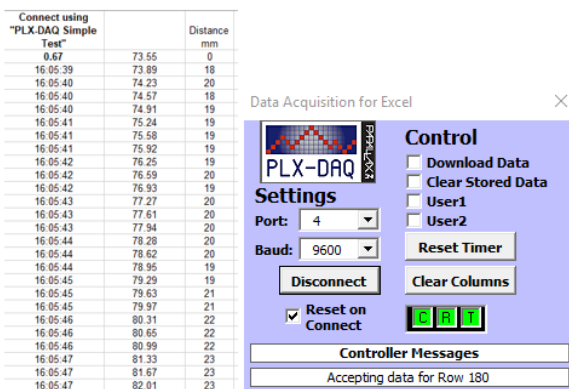 Connect using
"PLX-DAQ Simple
Test" Distance
mm
0.67 73.55 0
16:05:39 73.89 18
16:05:40 74.23 20
16:05:40 74.57 18
16:05:40 74.91 19
16:05:41 75.24 19
16:05:41 75.58 19
16:05:41 75.92 19
16:05:42 76.25 19
16:05:42 76.59 20
16:05:42 76.93 19
16:05:43 77.27 20
16:05:43 77.61 20
16:05:43 77.94 20
16:05:44 78.28 20
16:05:44 78.62 20
16:05:44 78.95 19
16:05:45 79.29 19
16:05:45 79.63 21
16:05:45 79.97 21
16:05:46 80.31 22
16:05:46 80.65 22
16:05:46 80.99 22
16:05:47 81.33 23
16:05:47 81.67 23
16:05:47 82.01 23
Data Acquisition for Excel
PARALLAX
PLX-DAQ
Control
Download Data
Clear Stored Data
User1
User2
Settings
Port: 4
Baud: 9600
Reset Timer
Disconnect
Clear Columns
Reset on
Connect
C R T
Controller Messages
Accepting data for Row 180